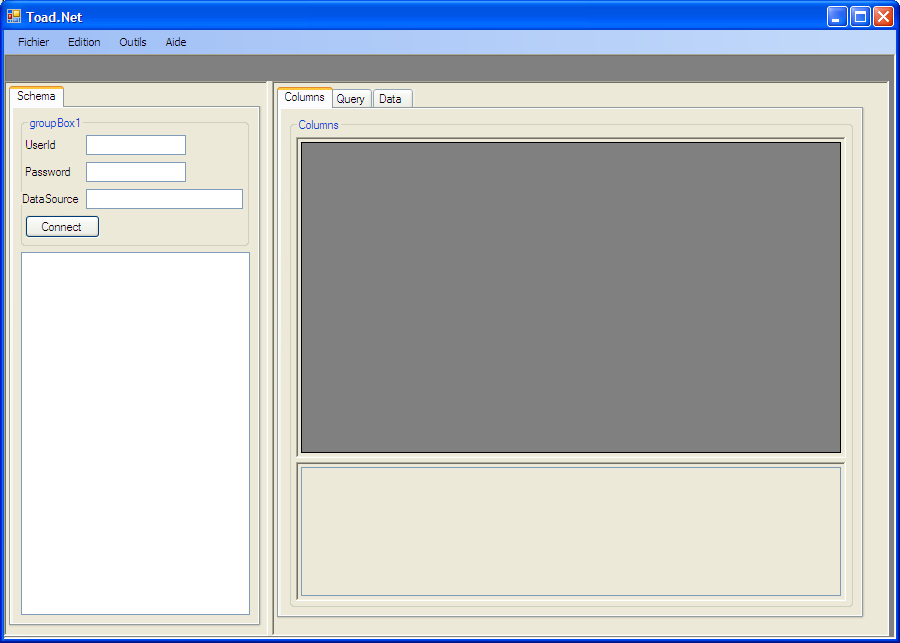 Toad.Net
Fichier Edition Outils Aide
Schema
groupBox1
UserId
Password
DataSource
Connect
Columns Query Data
Columns